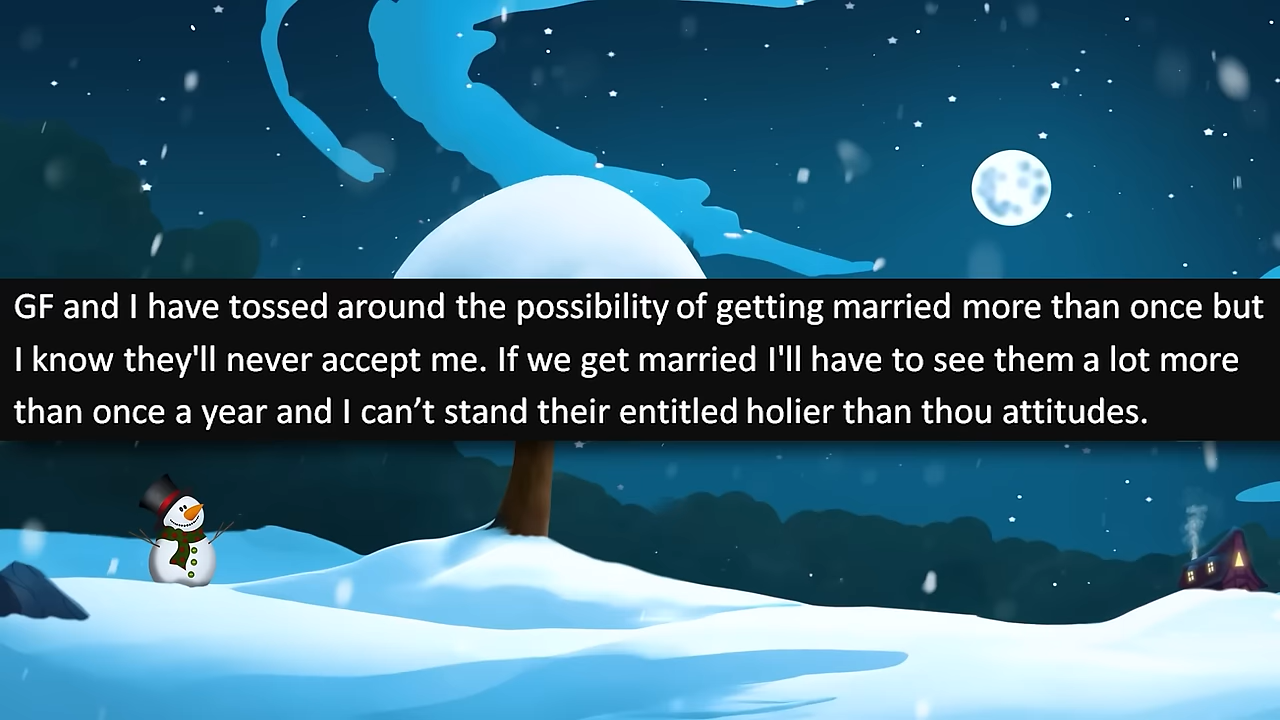 GF and I have tossed around the possibility of getting married more than once but
I know they'll never accept me. If we get married I'll have to see them a lot more
than once a year and I can’t stand their entitled holier than thou attitudes.